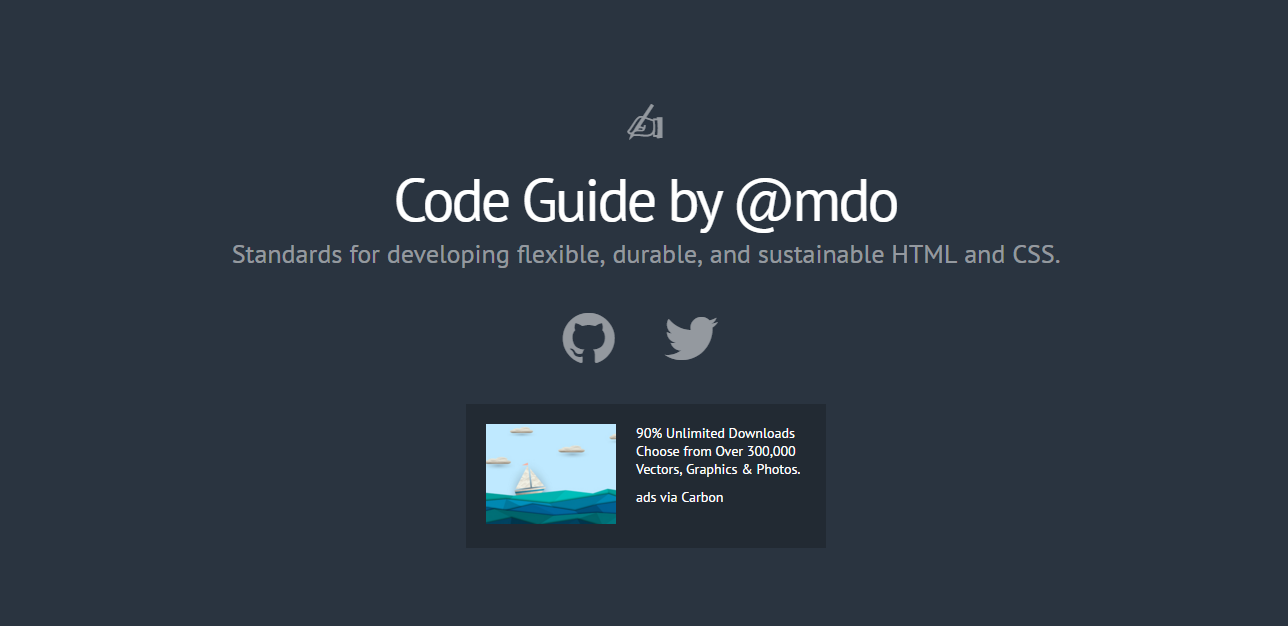 Code Guide by @mdo
Standards for developing flexible, durable, and sustainable HTML and CSS.
90% Unlimited Downloads
Choose from Over 300,000
Vectors, Graphics & Photos.
ads via Carbon